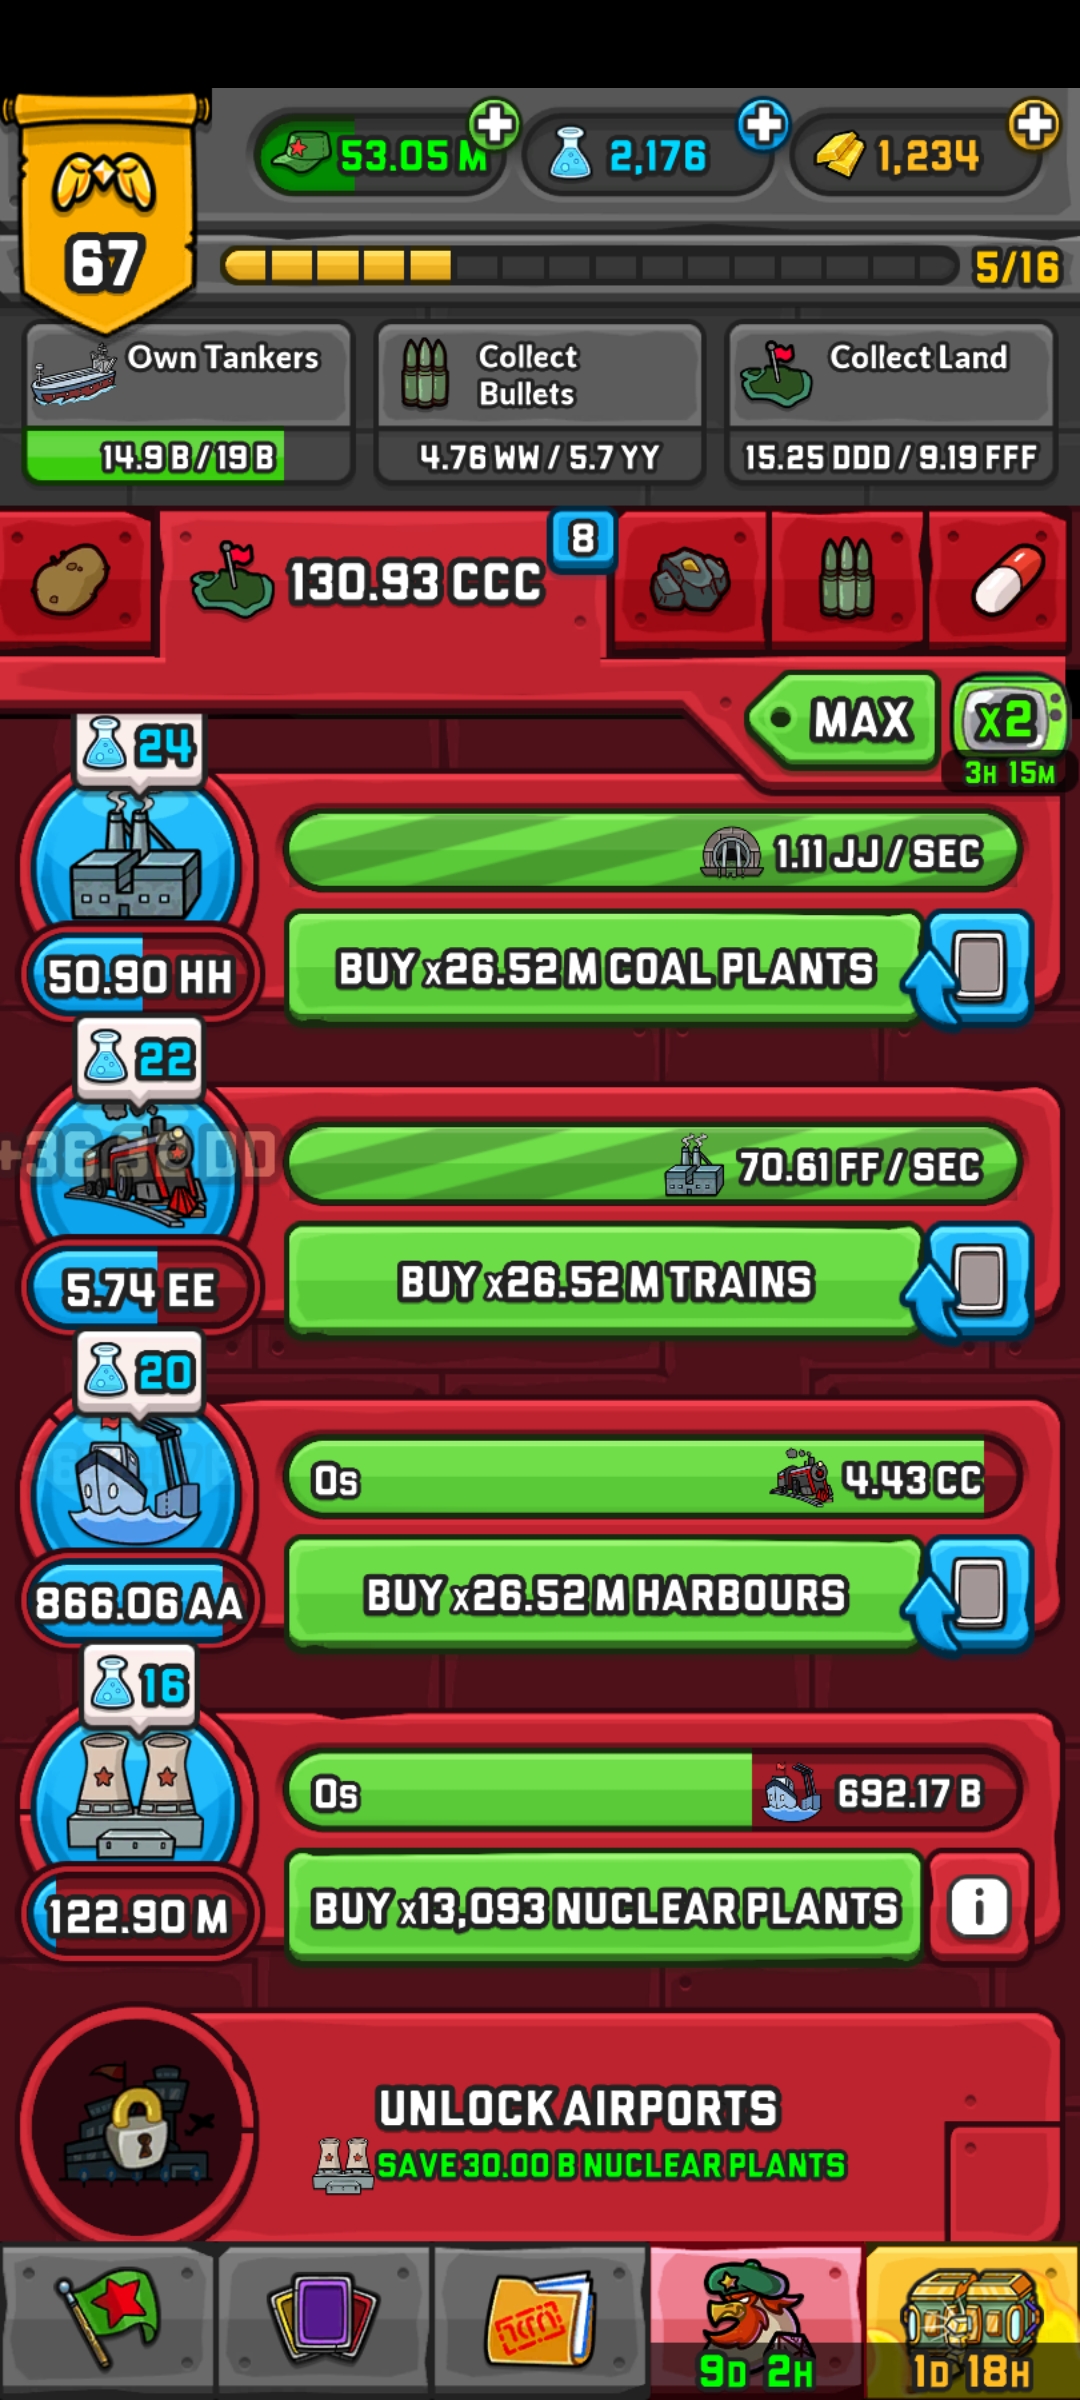 53.05 M
2,176
1,234
67
5/16
Own Tankers
14.9 B / 19 B
Collect
Bullets
4.76 WW / 5.7 YY
Collect Land
15.25 DDD / 9.19 FFF
130.93 CCC
8
MAX
x2
3H 15M
24
1.11 JJ / SEC
50.90 HH
BUY x26.52 M COAL PLANTS
22
70.61 FF / SEC
5.74 EE
BUY x26.52 M TRAINS
20
0s
4.43 CC
866.06 AA
BUY x26.52 M HARBOURS
16
0s
692.17 B
122.90 M
BUY x13,093 NUCLEAR PLANTS
i
UNLOCK AIRPORTS
SAVE 30.00 B NUCLEAR PLANTS
9D 2H
1D 18H